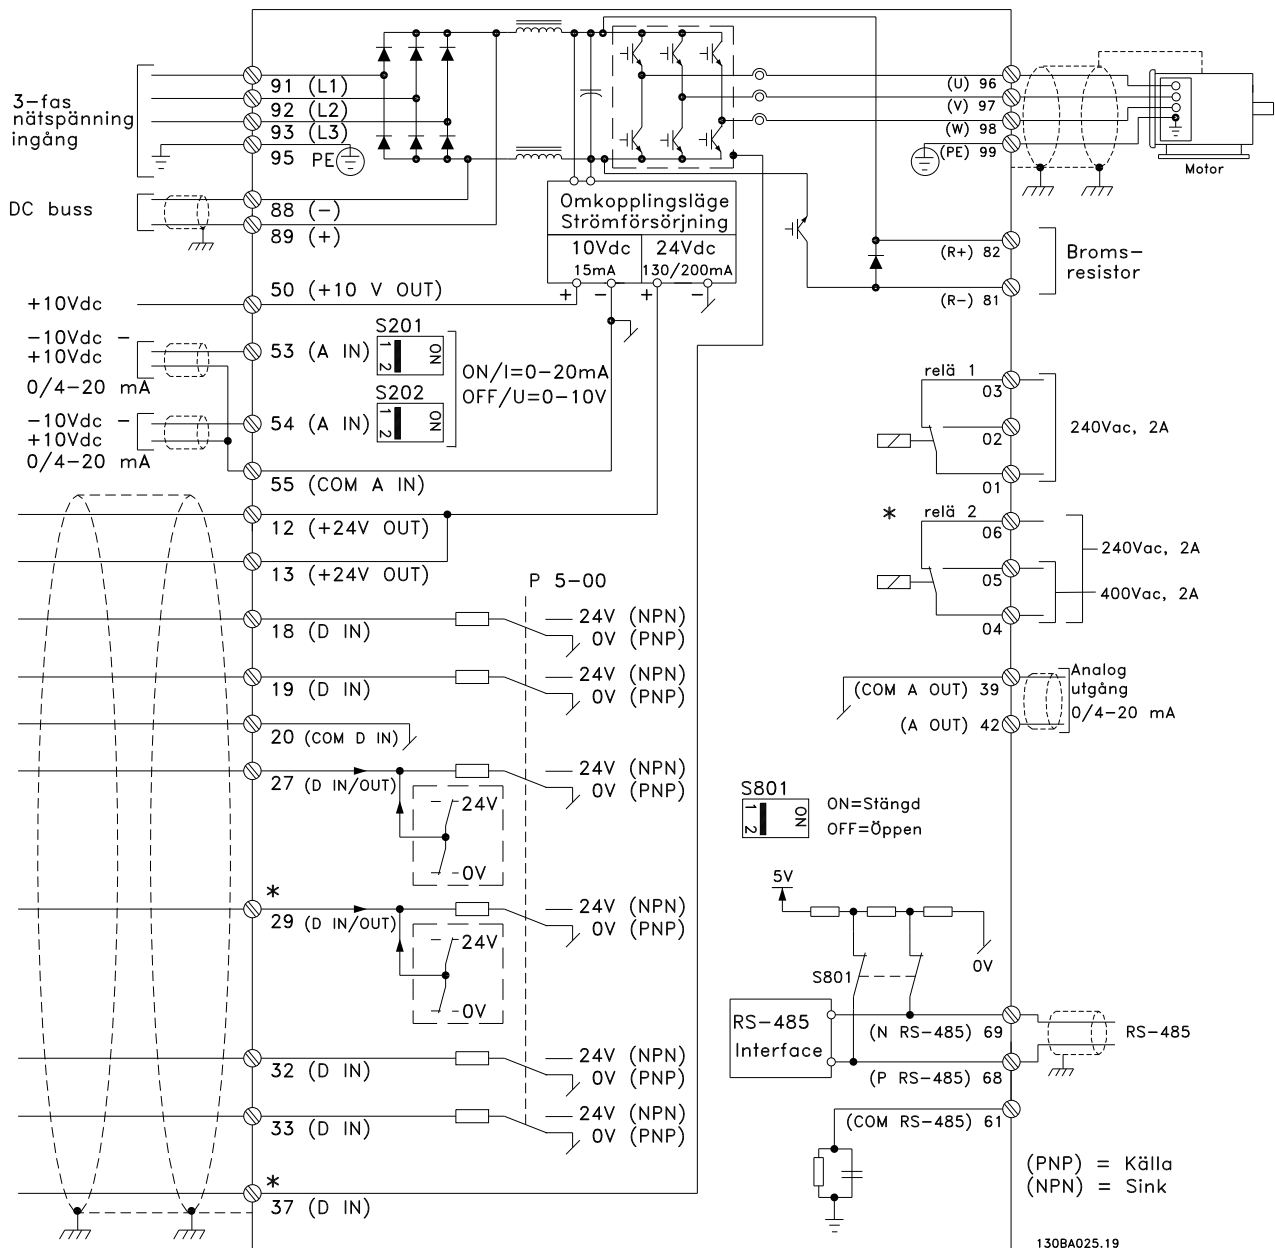 3-fas
nätspänning
ingång
91 (L1)
92 (L2)
93 (L3)
95 PE
DC buss
88 (-)
89 (+)
+10Vdc
50 (+10 V OUT)
-10Vdc -
+10Vdc
0/4-20 mA
53 (A IN)
S201
1
2
ON
ON/I=0-20mA
OFF/U=0-10V
S202
1
2
ON
-10Vdc -
+10Vdc
0/4-20 mA
54 (A IN)
55 (COM A IN)
12 (+24V OUT)
13 (+24V OUT)
P 5-00
18 (D IN)
24V (NPN)
0V (PNP)
19 (D IN)
24V (NPN)
0V (PNP)
20 (COM D IN)
27 (D IN/OUT)
24V (NPN)
0V (PNP)
24V
0V
*
29 (D IN/OUT)
24V (NPN)
0V (PNP)
24V
0V
32 (D IN)
24V (NPN)
0V (PNP)
33 (D IN)
24V (NPN)
0V (PNP)
*
37 (D IN)
Omkopplingsläge
Strömförsörjning
10Vdc
15mA
24Vdc
130/200mA
+ - + -
(U) 96
(V) 97
(W) 98
(PE) 99
Motor
(R+) 82
(R-) 81
Broms-
resistor
relä 1
03
02
01
240Vac, 2A
*
relä 2
06
05
04
240Vac, 2A
400Vac, 2A
(COM A OUT) 39
(A OUT) 42
Analog
utgång
0/4-20 mA
S801
1
2
ON
ON=Stängd
OFF=Öppen
5V
0V
S801
RS-485
Interface
(N RS-485) 69
(P RS-485) 68
RS-485
(COM RS-485) 61
(PNP) = Källa
(NPN) = Sink
130BA025.19